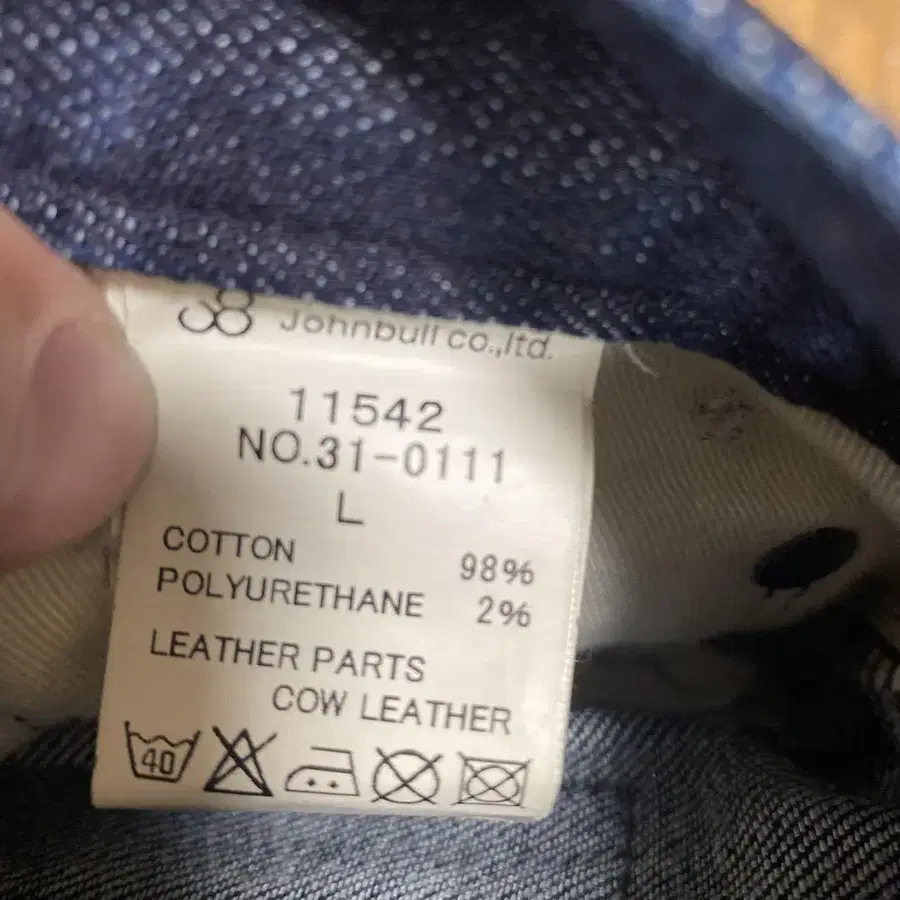 Johnbull co.,ltd.
11542
NO.31-0111
L
COTTON 98%
POLYURETHANE 2%
LEATHER PARTS
COW LEATHER
40